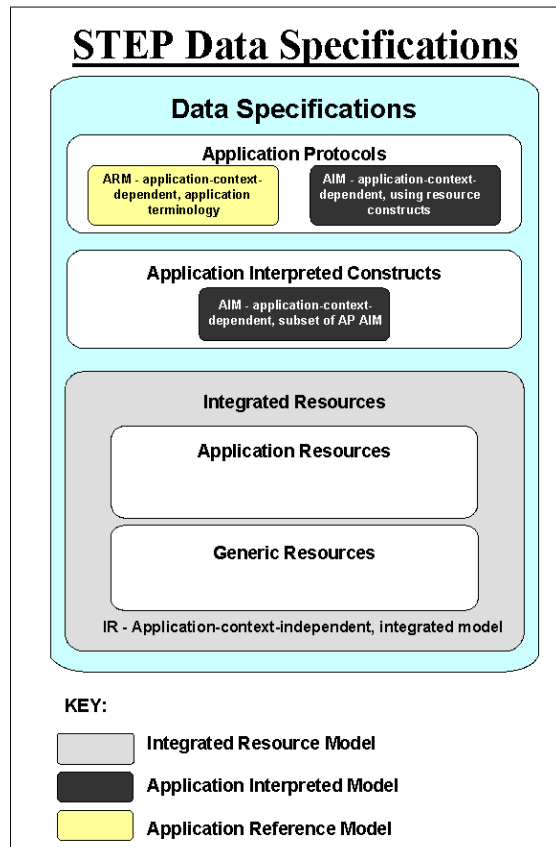 STEP Data Specifications
Data Specifications
Application Protocols
ARM - application-context-
dependent, application
terminology
AIM - application-context-
dependent, using resource
constructs
Application Interpreted Constructs
AIM - application-context-
dependent, subset of AP AIM
Integrated Resources
Application Resources
Generic Resources
IR - Application-context-independent, integrated model
KEY:
Integrated Resource Model
Application Interpreted Model
Application Reference Model